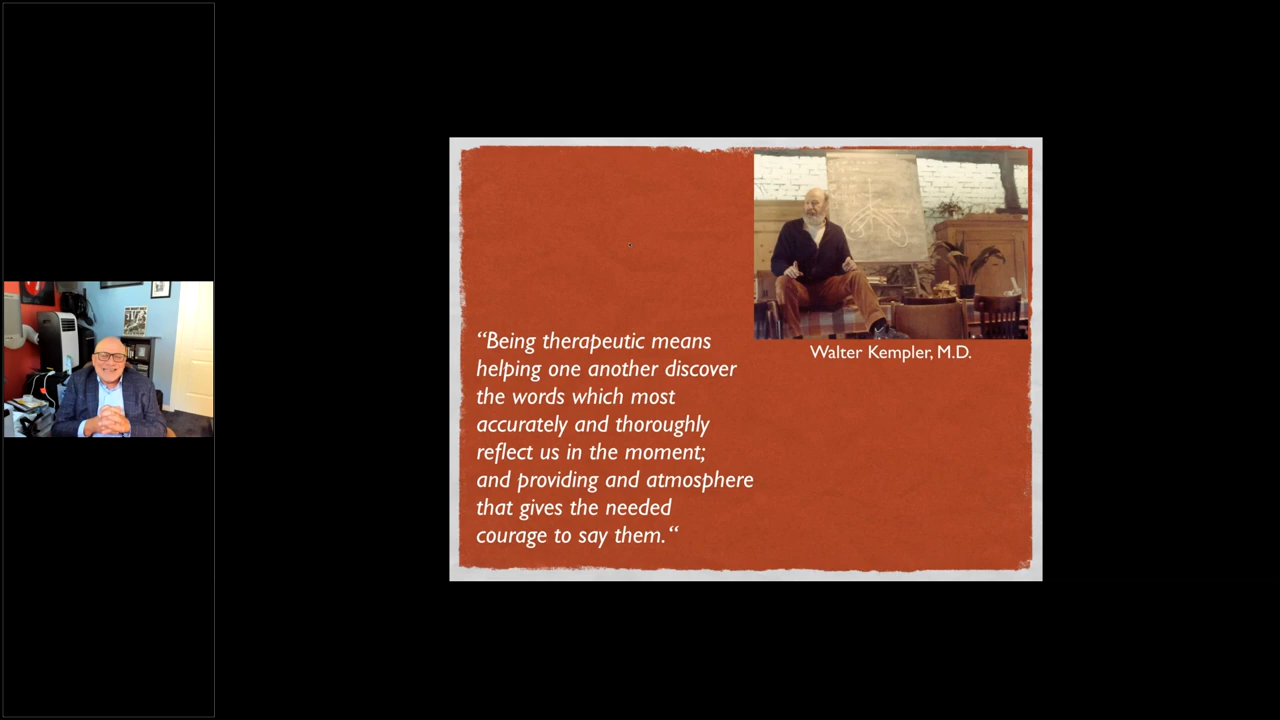 “Being therapeutic means
helping one another discover
the words which most
accurately and thoroughly
reflect us in the moment;
and providing and atmosphere
that gives the needed
courage to say them.“
Walter Kempler, M.D.